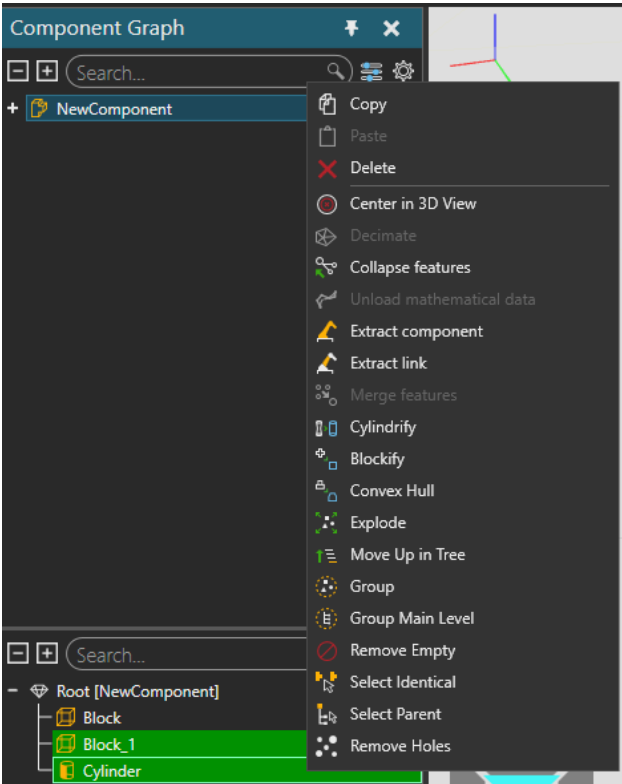 Component Graph
Search...
NewComponent
Copy
Paste
Delete
Center in 3D View
Decimate
Collapse features
Unload mathematical data
Extract component
Extract link
Merge features
Cylindrify
Blockify
Convex Hull
Explode
Move Up in Tree
Group
Group Main Level
Remove Empty
Select Identical
Select Parent
Remove Holes
Search...
Root [NewComponent]
Block
Block_1
Cylinder